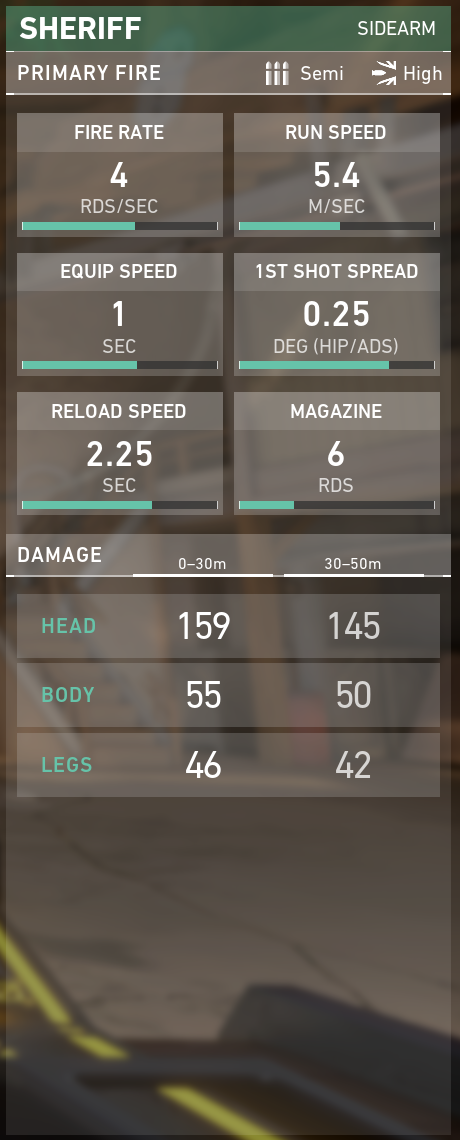 SHERIFF SIDEARM
PRIMARY FIRE Semi High
FIRE RATE RUN SPEED
4 5.4
RDS/SEC M/SEC
EQUIP SPEED 1ST SHOT SPREAD
1 0.25
SEC DEG (HIP/ADS)
RELOAD SPEED MAGAZINE
2.25 6
SEC RDS
DAMAGE 0–30m 30–50m
HEAD 159 145
BODY 55 50
LEGS 46 42